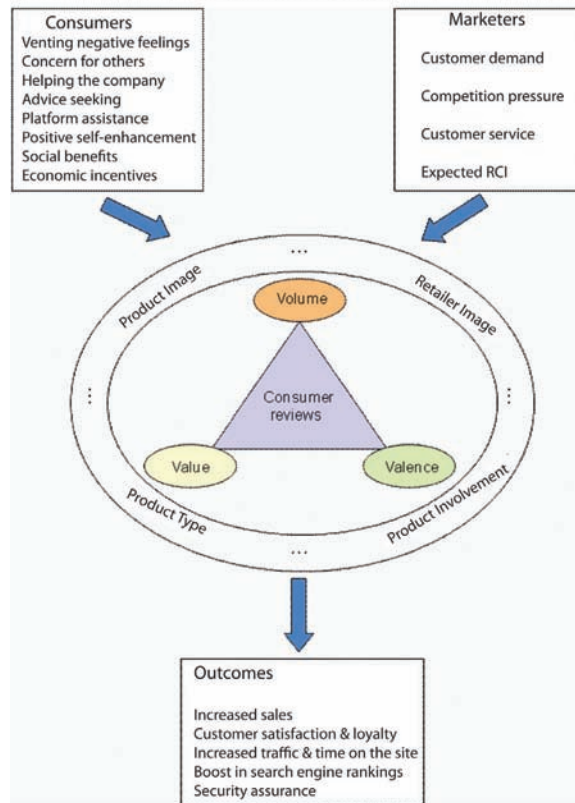 Consumers
Venting negative feelings
Concern for others
Helping the company
Advice seeking
Platform assistance
Positive self-enhancement
Social benefits
Economic incentives
Marketers
Customer demand
Competition pressure
Customer service
Expected RCI
...
Product Image
Retailer Image
Volume
...
...
Consumer
reviews
Value
Valence
Product Type
Product Involvement
...
Outcomes
Increased sales
Customer satisfaction & loyalty
Increased traffic & time on the site
Boost in search engine rankings
Security assurance